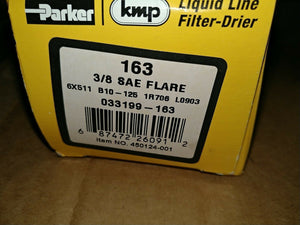 Parker
kmp
Liquid Line
Filter-Drier
163
3/8 SAE FLARE
6X511 B10-125 1R706 L0903
033199-163
6 87472 26091 2
Item NO. 450124-001